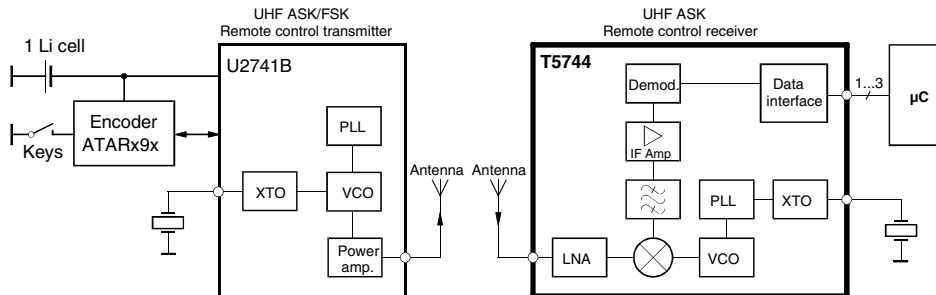 UHF ASK/FSK
Remote control transmitter
1 Li cell
U2741B
Encoder
ATARx9x
Keys
PLL
XTO
VCO
Power
amp.
Antenna
UHF ASK
Remote control receiver
T5744
Demod.
Data
interface
1...3
µC
IF Amp
PLL
XTO
LNA
VCO
Antenna